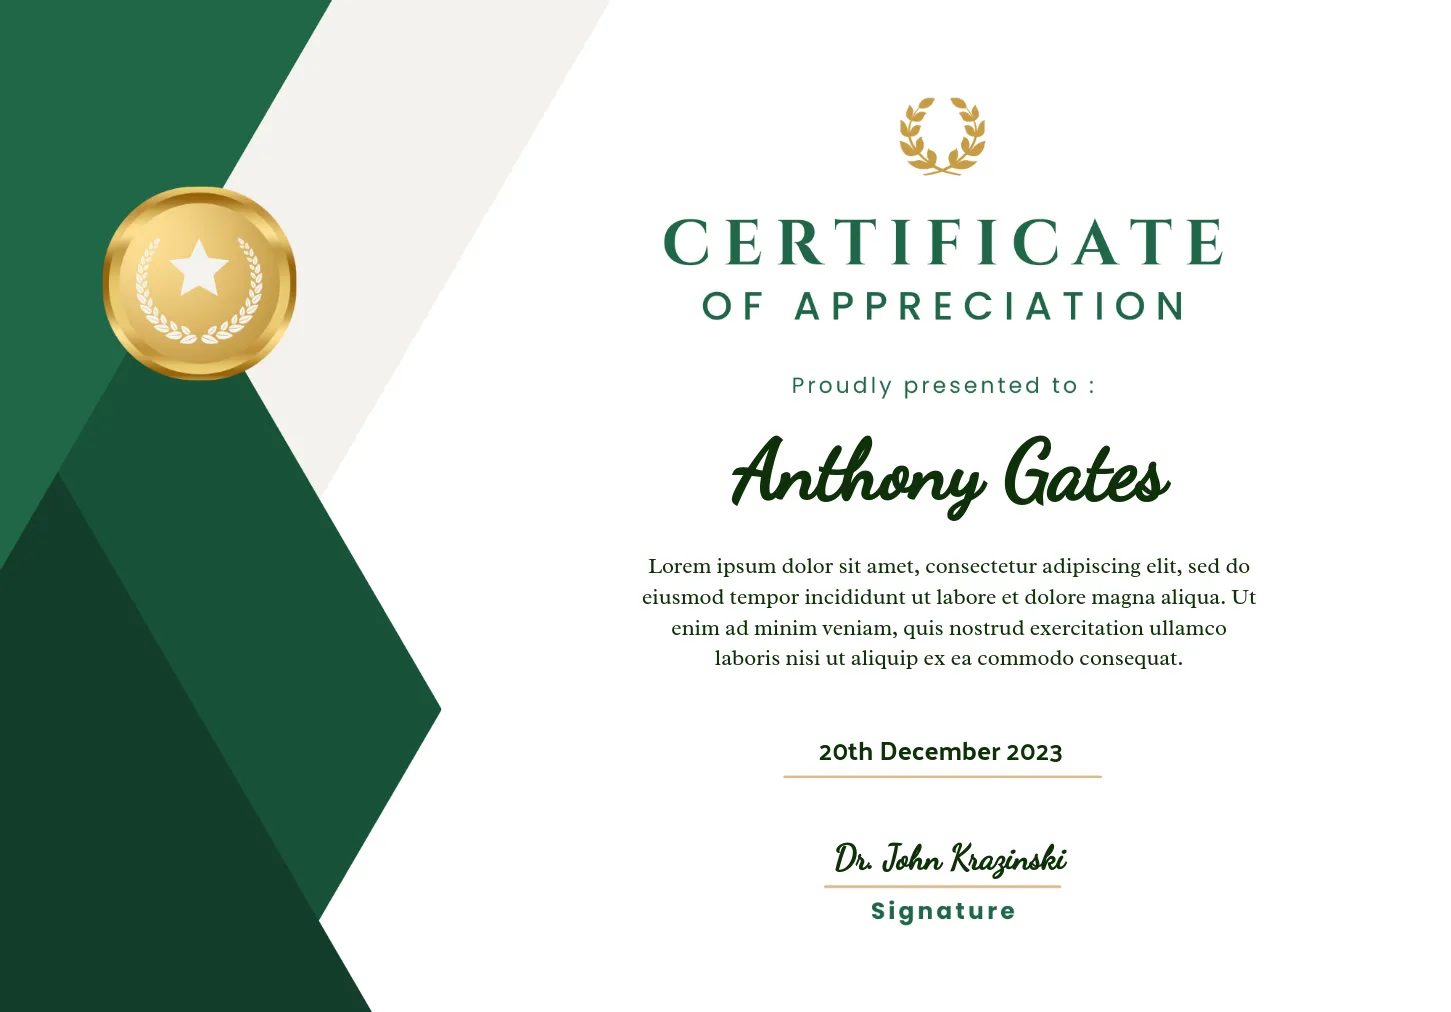 CERTIFICATE
OF APPRECIATION
Proudly presented to :
Anthony Gates
Lorem ipsum dolor sit amet, consectetur adipiscing elit, sed do
eiusmod tempor incididunt ut labore et dolore magna aliqua. Ut
enim ad minim veniam, quis nostrud exercitation ullamco
laboris nisi ut aliquip ex ea commodo consequat.
20th December 2023
Dr. John Krazinski
Signature